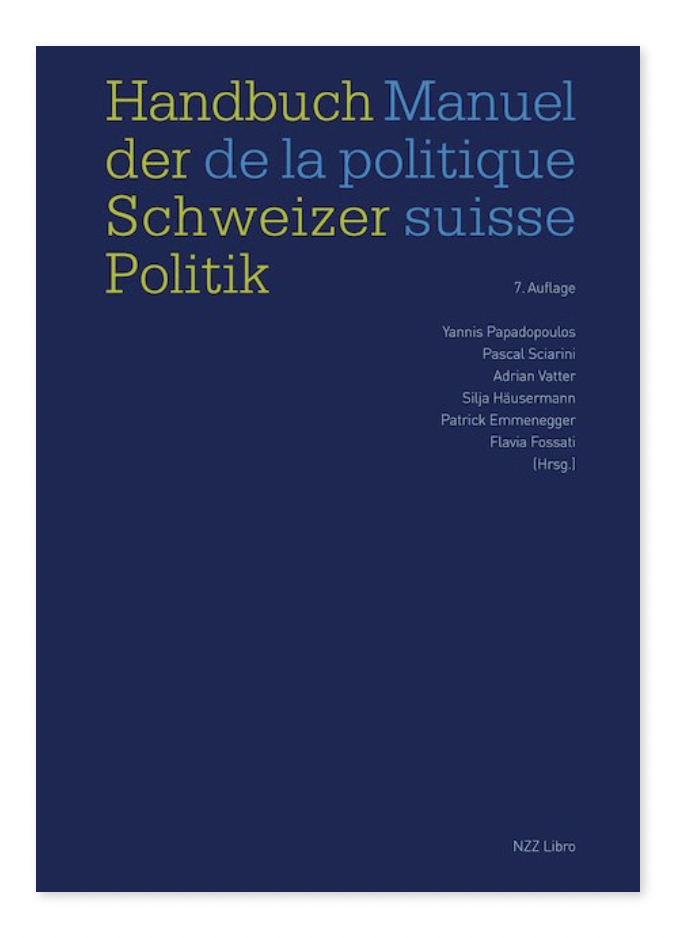 Handbuch Manuel
der de la politique
Schweizer suisse
Politik
7. Auflage
Yannis Papadopoulos
Pascal Sciarini
Adrian Vatter
Silja Häusermann
Patrick Emmenegger
Flavia Fossati
(Hrsg.)
NZZ Libro